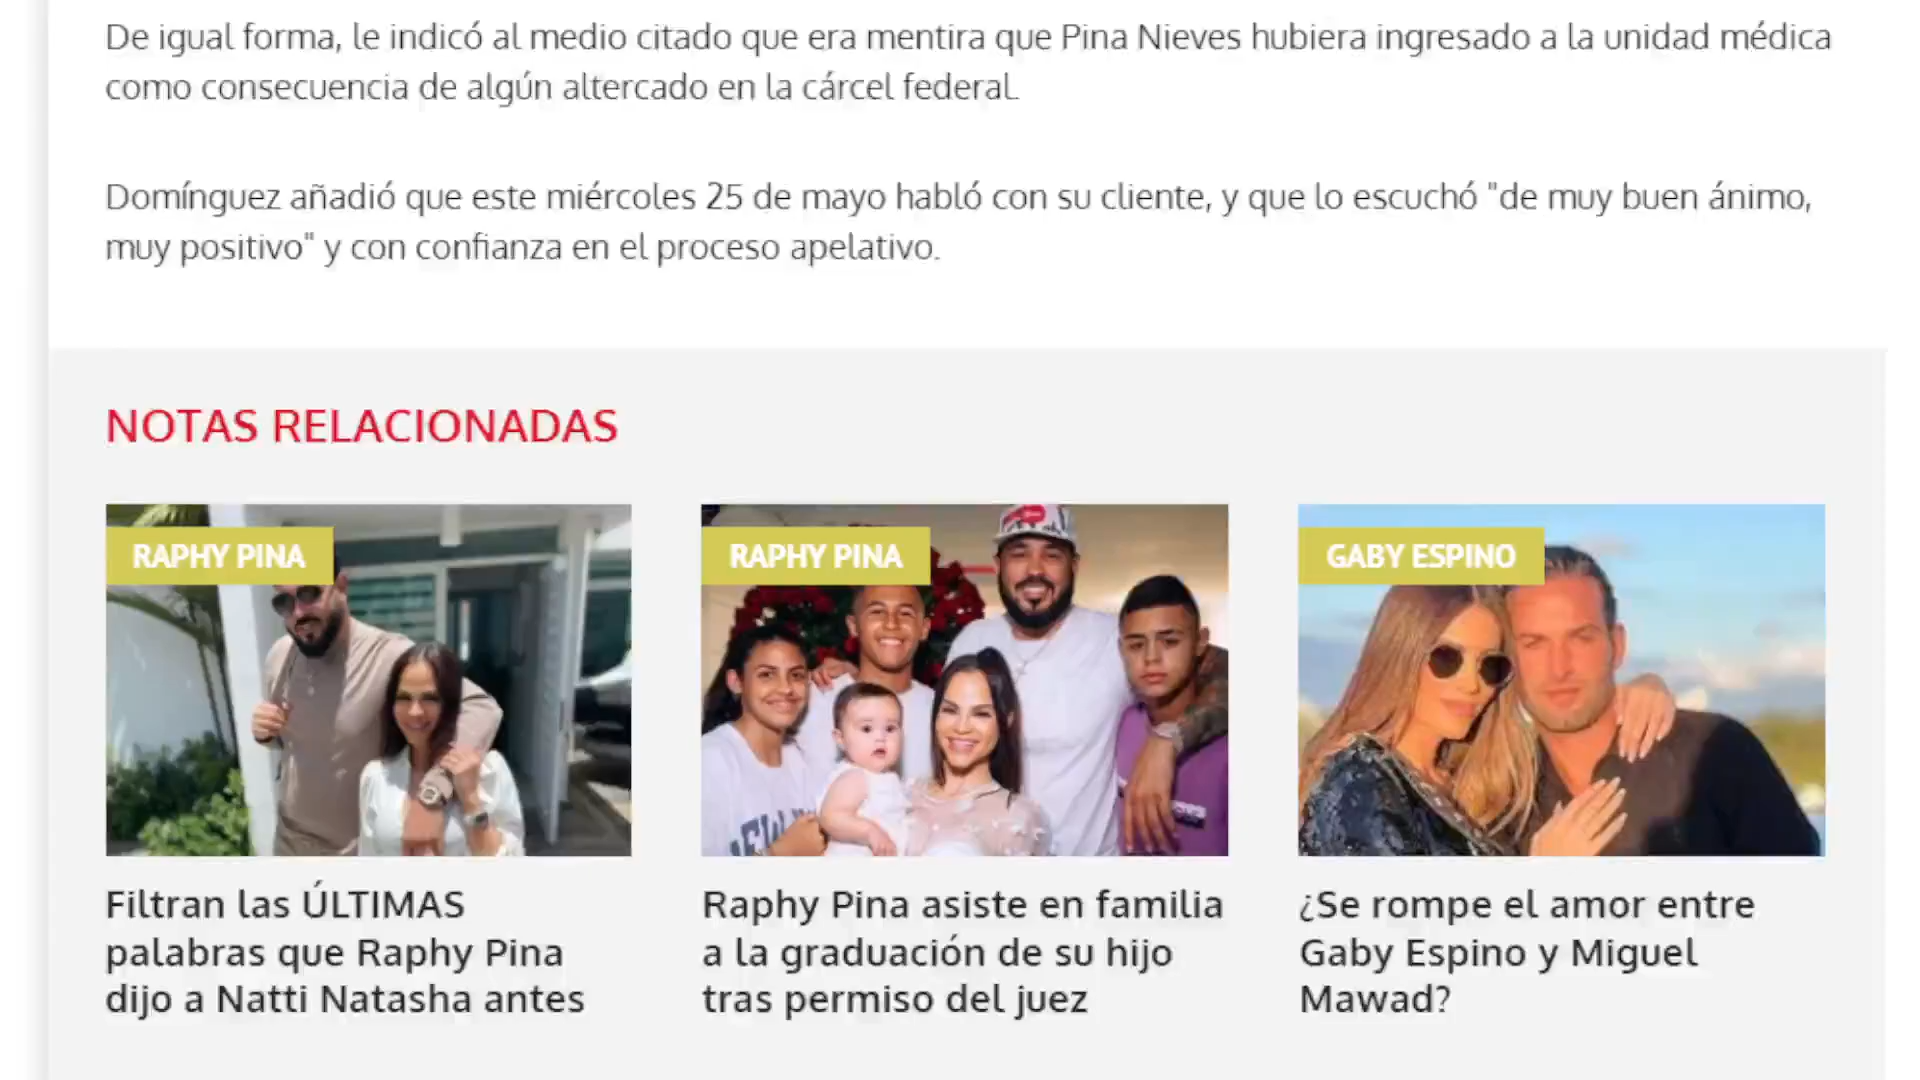 De igual forma, le indicó al medio citado que era mentira que Pina Nieves hubiera ingresado a la unidad médica
como consecuencia de algún altercado en la cárcel federal.
Domínguez añadió que este miércoles 25 de mayo habló con su cliente, y que lo escuchó "de muy buen ánimo,
muy positivo" y con confianza en el proceso apelativo.
NOTAS RELACIONADAS
RAPHY PINA
Filtran las ÚLTIMAS
palabras que Raphy Pina
dijo a Natti Natasha antes
RAPHY PINA
Raphy Pina asiste en familia
a la graduación de su hijo
tras permiso del juez
GABY ESPINO
¿Se rompe el amor entre
Gaby Espino y Miguel
Mawad?